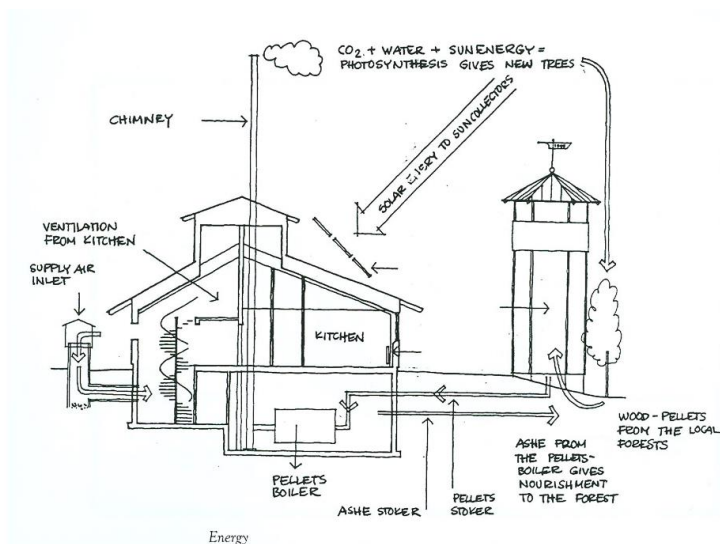 CO2 + WATER + SUNENERGY =
PHOTOSYNTHESIS GIVES NEW TREES
CHIMNEY
SOLAR TO SUNCOLLECTORS
VENTILATION
FROM KITCHEN
SUPPLY AIR
INLET
KITCHEN
WOOD-PELLETS
FROM THE LOCAL
FORESTS
ASHE FROM
THE PELLETS-
BOILER GIVES
NOURISHMENT
TO THE FOREST
PELLETS
BOILER
ASHE STOKER
PELLETS
STOKER
Energy